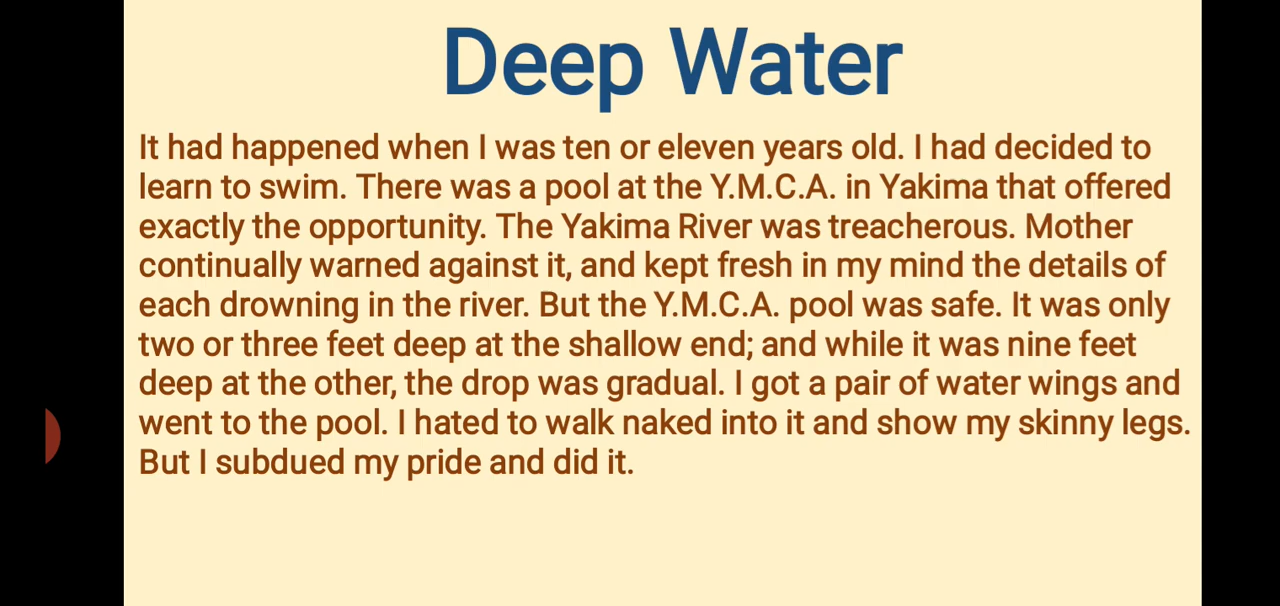 Deep Water
It had happened when I was ten or eleven years old. I had decided to
learn to swim. There was a pool at the Y.M.C.A. in Yakima that offered
exactly the opportunity. The Yakima River was treacherous. Mother
continually warned against it, and kept fresh in my mind the details of
each drowning in the river. But the Y.M.C.A. pool was safe. It was only
two or three feet deep at the shallow end; and while it was nine feet
deep at the other, the drop was gradual. I got a pair of water wings and
went to the pool. I hated to walk naked into it and show my skinny legs.
But I subdued my pride and did it.